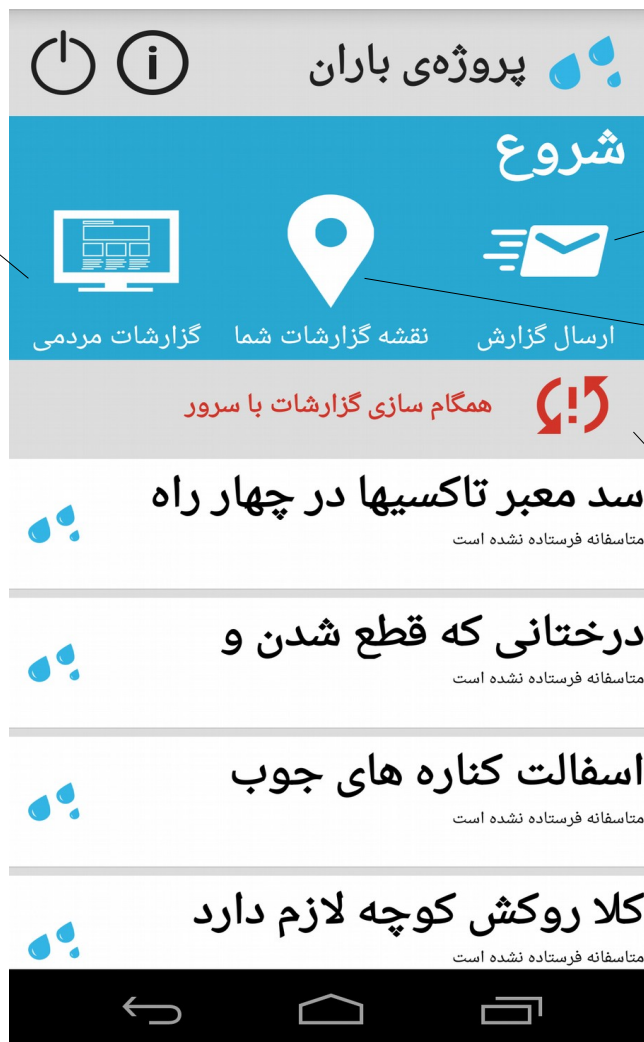 پروژه‌ی باران
شروع
ارسال گزارش
نقشه گزارشات شما
گزارشات مردمی
همگام سازی گزارشات با سرور
سد معبر تاکسیها در چهار راه
متاسفانه فرستاده نشده است
درختانی که قطع شدن و
متاسفانه فرستاده نشده است
اسفالت کناره های جوب
متاسفانه فرستاده نشده است
کلا روکش کوچه لازم دارد
متاسفانه فرستاده نشده است